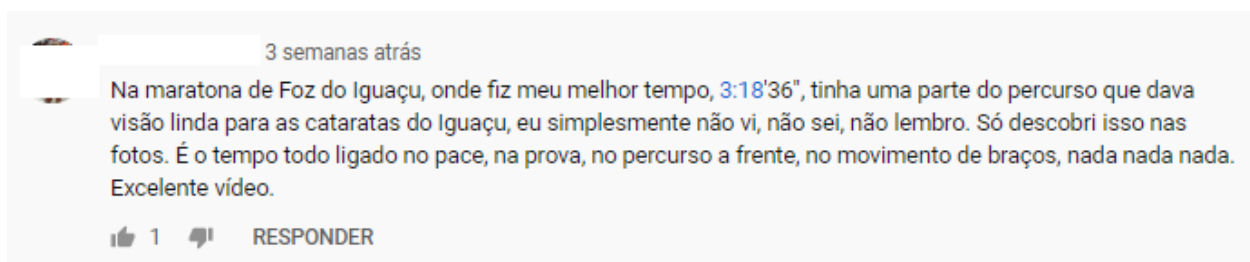 3 semanas atrás
Na maratona de Foz do Iguaçu, onde fiz meu melhor tempo, 3:18'36", tinha uma parte do percurso que dava
visão linda para as cataratas do Iguaçu, eu simplesmente não vi, não sei, não lembro. Só descobri isso nas
fotos. É o tempo todo ligado no pace, na prova, no percurso a frente, no movimento de braços, nada nada nada.
Excelente vídeo.
1 RESPONDER